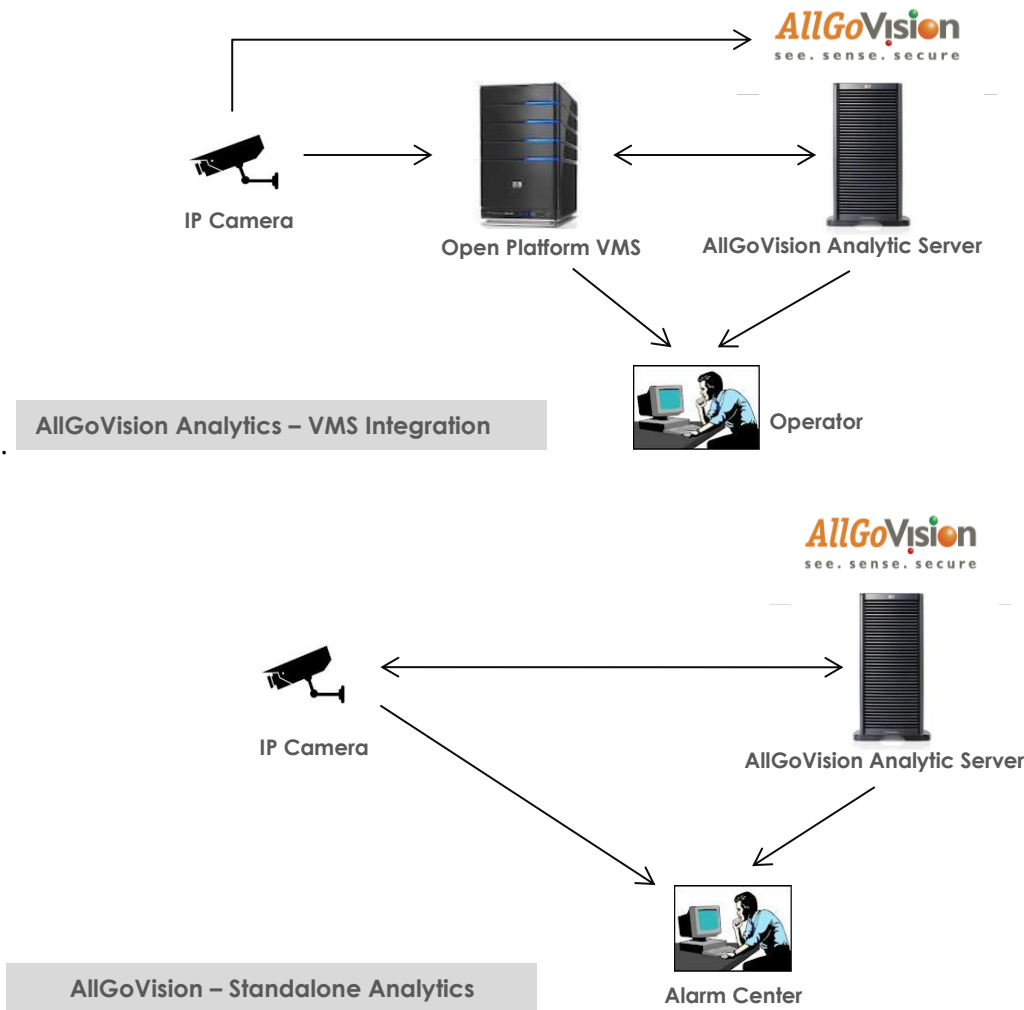 AllGoVision
see. sense. secure
IP Camera
Open Platform VMS
AllGoVision Analytic Server
AllGoVision Analytics – VMS Integration
Operator
.
AllGoVision
see. sense. secure
IP Camera
AllGoVision Analytic Server
AllGoVision – Standalone Analytics
Alarm Center